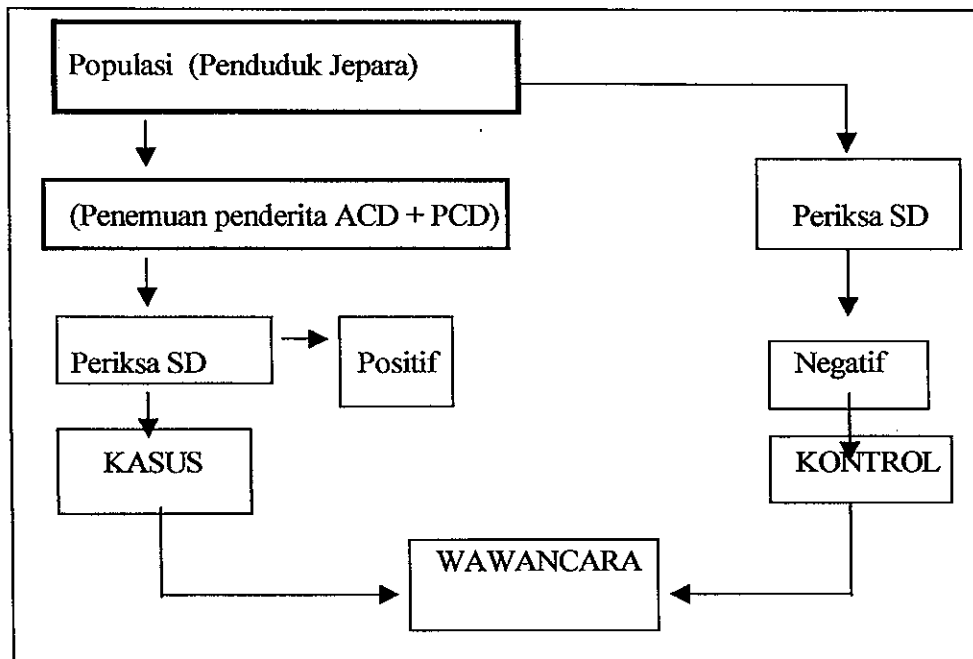 Populasi (Penduduk Jepara)
(Penemuan penderita ACD + PCD)
Periksa SD
Periksa SD
Positif
Negatif
KASUS
KONTROL
WAWANCARA